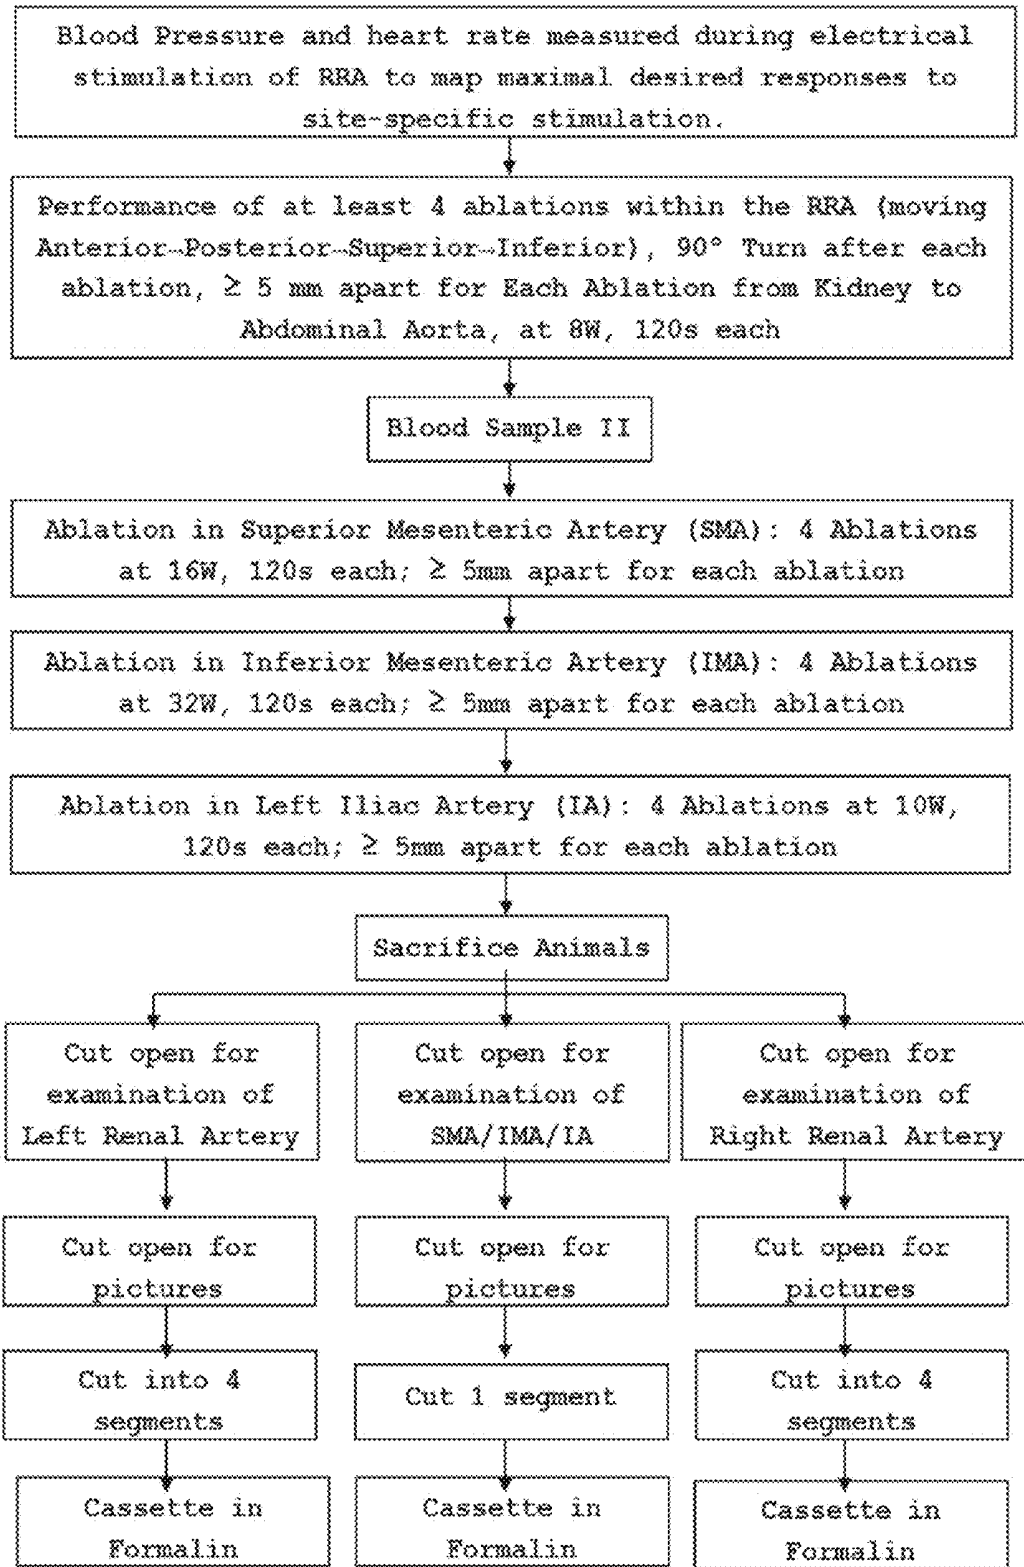 Blood Pressure and heart rate measured during electrical
stimulation of RRA to map maximal desired responses to
site-specific stimulation.
Performance of at least 4 ablations within the RRA (moving
Anterior→Posterior→Superior→Inferior), 90° Turn after each
ablation, ≥ 5 mm apart for Each Ablation from Kidney to
Abdominal Aorta, at 8W, 120s each
Blood Sample II
Ablation in Superior Mesenteric Artery (SMA): 4 Ablations
at 16W, 120s each; ≥ 5mm apart for each ablation
Ablation in Inferior Mesenteric Artery (IMA): 4 Ablations
at 32W, 120s each; ≥ 5mm apart for each ablation
Ablation in Left Iliac Artery (IA): 4 Ablations at 10W,
120s each; ≥ 5mm apart for each ablation
Sacrifice Animals
Cut open for
examination of
Left Renal Artery
Cut open for
examination of
SMA/IMA/IA
Cut open for
examination of
Right Renal Artery
Cut open for
pictures
Cut open for
pictures
Cut open for
pictures
Cut into 4
segments
Cut 1 segment
Cut into 4
segments
Cassette in
Formalin
Cassette in
Formalin
Cassette in
Formalin